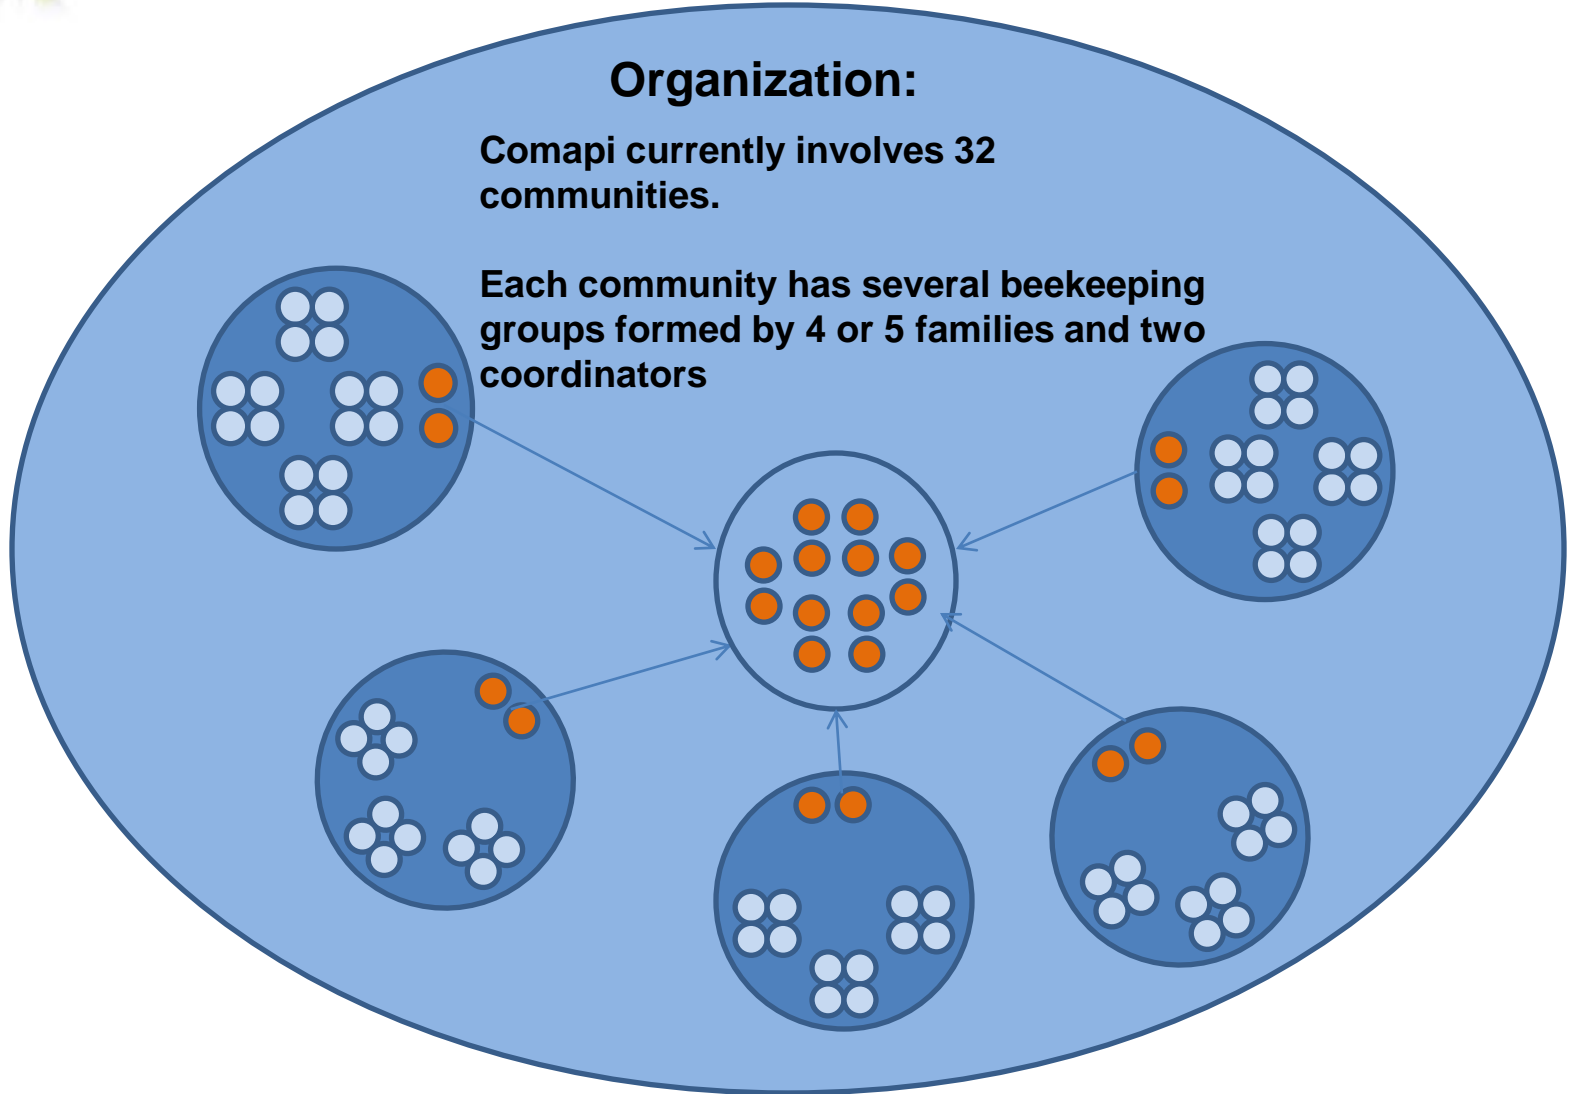 Organization:
Comapi currently involves 32
communities.
Each community has several beekeeping
groups formed by 4 or 5 families and two
coordinators